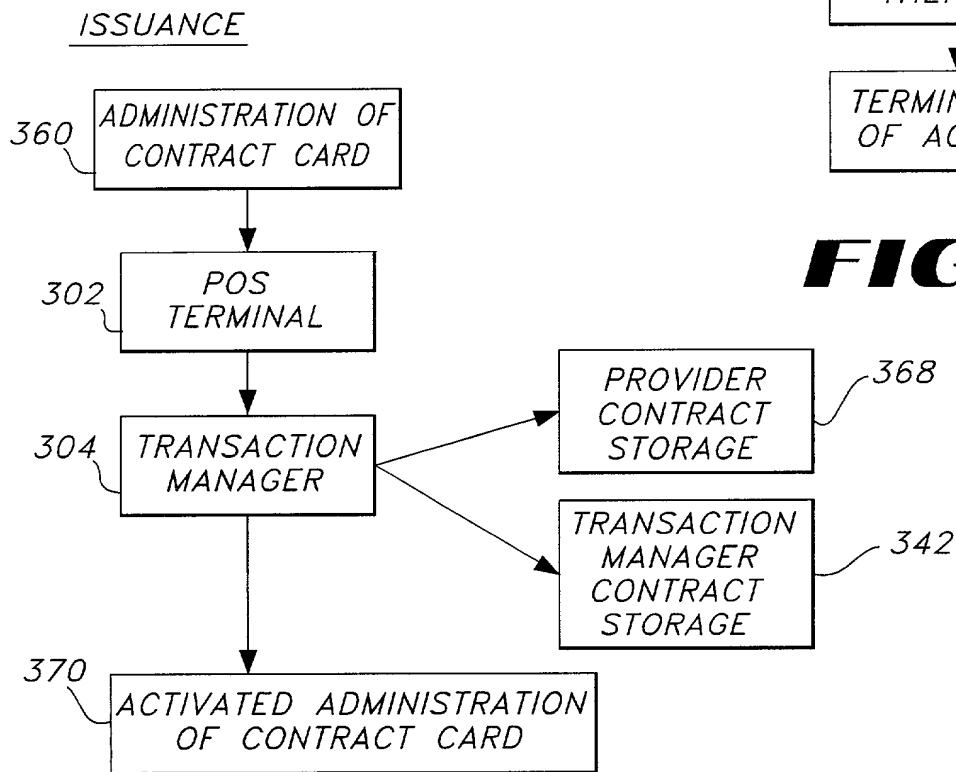 ISSUANCE
360
ADMINISTRATION OF
CONTRACT CARD
302
POS
TERMINAL
304
TRANSACTION
MANAGER
PROVIDER
CONTRACT
STORAGE
368
TRANSACTION
MANAGER
CONTRACT
STORAGE
342
370
ACTIVATED ADMINISTRATION
OF CONTRACT CARD
OF
FIG